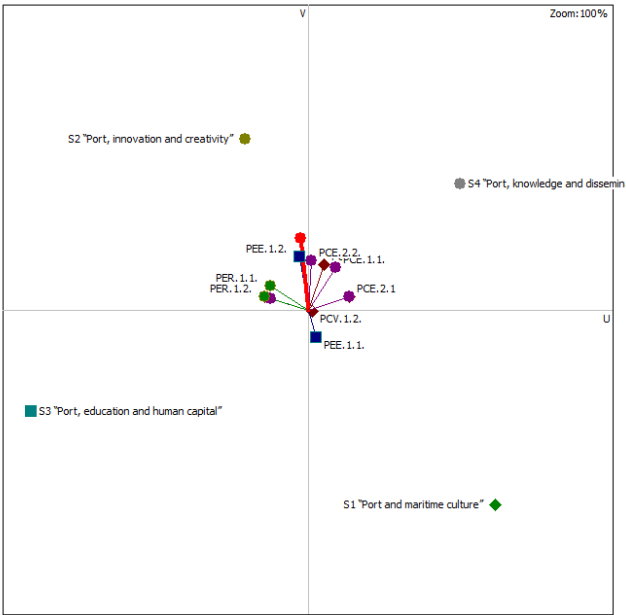 V
Zoom:100%
S2 "Port, innovation and creativity"
S4 "Port, knowledge and dissemin
PEE.1.2.
PCE.2.2.
PCE.1.1.
PER.1.1.
PER.1.2.
PCE.2.1
U
PCV.1.2.
PEE.1.1.
S3 "Port, education and human capital"
S1 "Port and maritime culture"